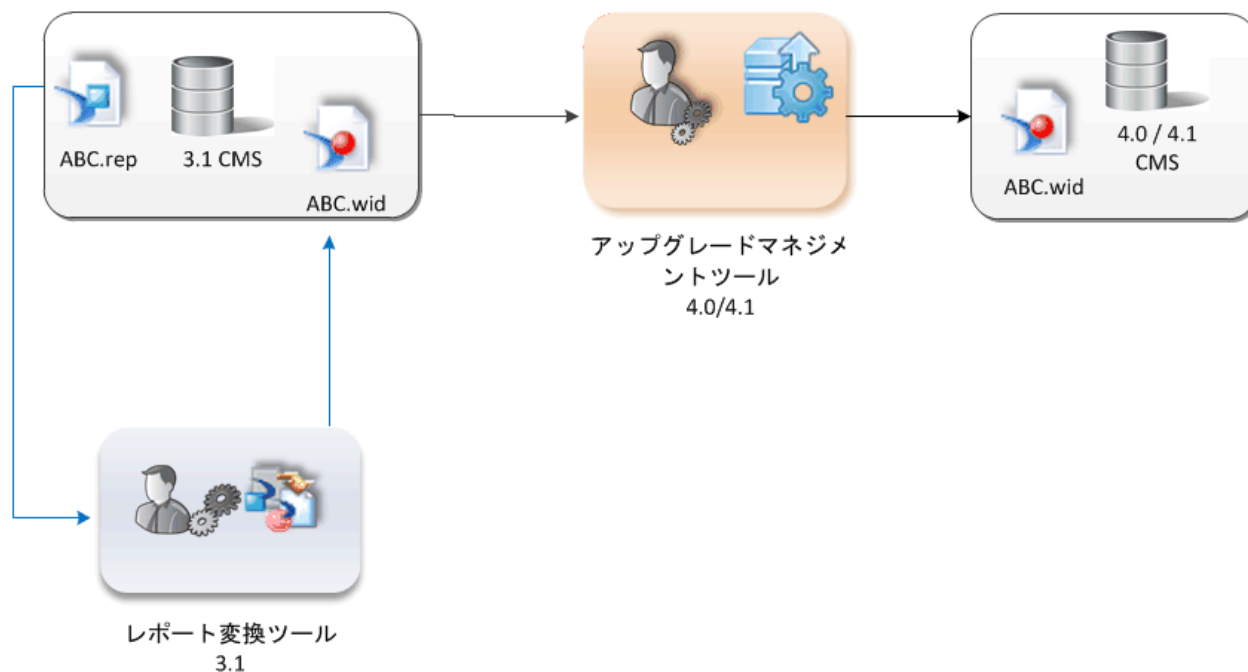 ABC.rep
3.1 CMS
ABC.wid
アップグレードマネジメ
ントツール
4.0/4.1
ABC.wid
4.0 / 4.1
CMS
レポート変換ツール
3.1